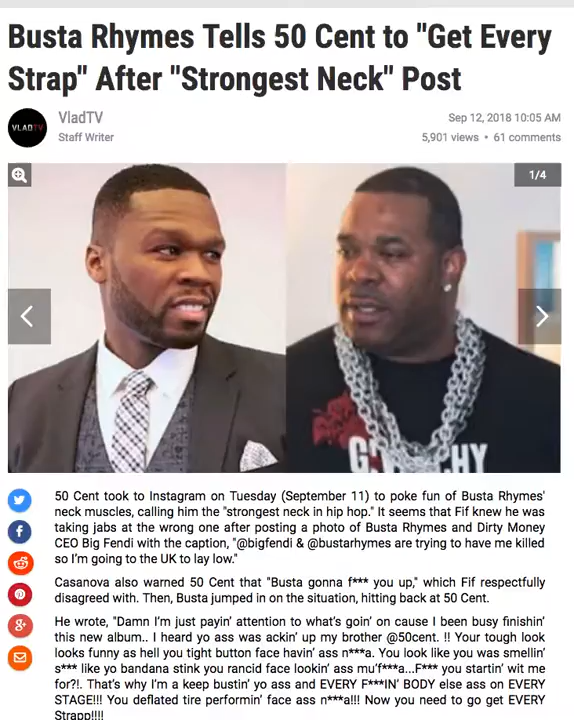 Busta Rhymes Tells 50 Cent to "Get Every
Strap" After "Strongest Neck" Post
VLADTV
VladTV
Staff Writer
Sep 12, 2018 10:05 AM
5,901 views • 61 comments
1/4
G HY
50 Cent took to Instagram on Tuesday (September 11) to poke fun of Busta Rhymes'
neck muscles, calling him the "strongest neck in hip hop." It seems that Fif knew he was
taking jabs at the wrong one after posting a photo of Busta Rhymes and Dirty Money
CEO Big Fendi with the caption, "@bigfendi & @bustarhymes are trying to have me killed
so I'm going to the UK to lay low."
Casanova also warned 50 Cent that "Busta gonna f*** you up," which Fif respectfully
disagreed with. Then, Busta jumped in on the situation, hitting back at 50 Cent.
He wrote, "Damn I'm just payin' attention to what's goin' on cause I been busy finishin'
this new album.. I heard yo ass was ackin' up my brother @50cent. !! Your tough look
looks funny as hell you tight button face havin' ass n***a. You look like you was smellin'
s*** like yo bandana stink you rancid face lookin' ass mu'f***a...F*** you startin' wit me
for?!. That's why I'm a keep bustin' yo ass and EVERY F**IN' BODY else ass on EVERY
STAGE!!! You deflated tire performin' face ass n**a!!! Now you need to go get EVERY
Strapp!!!!